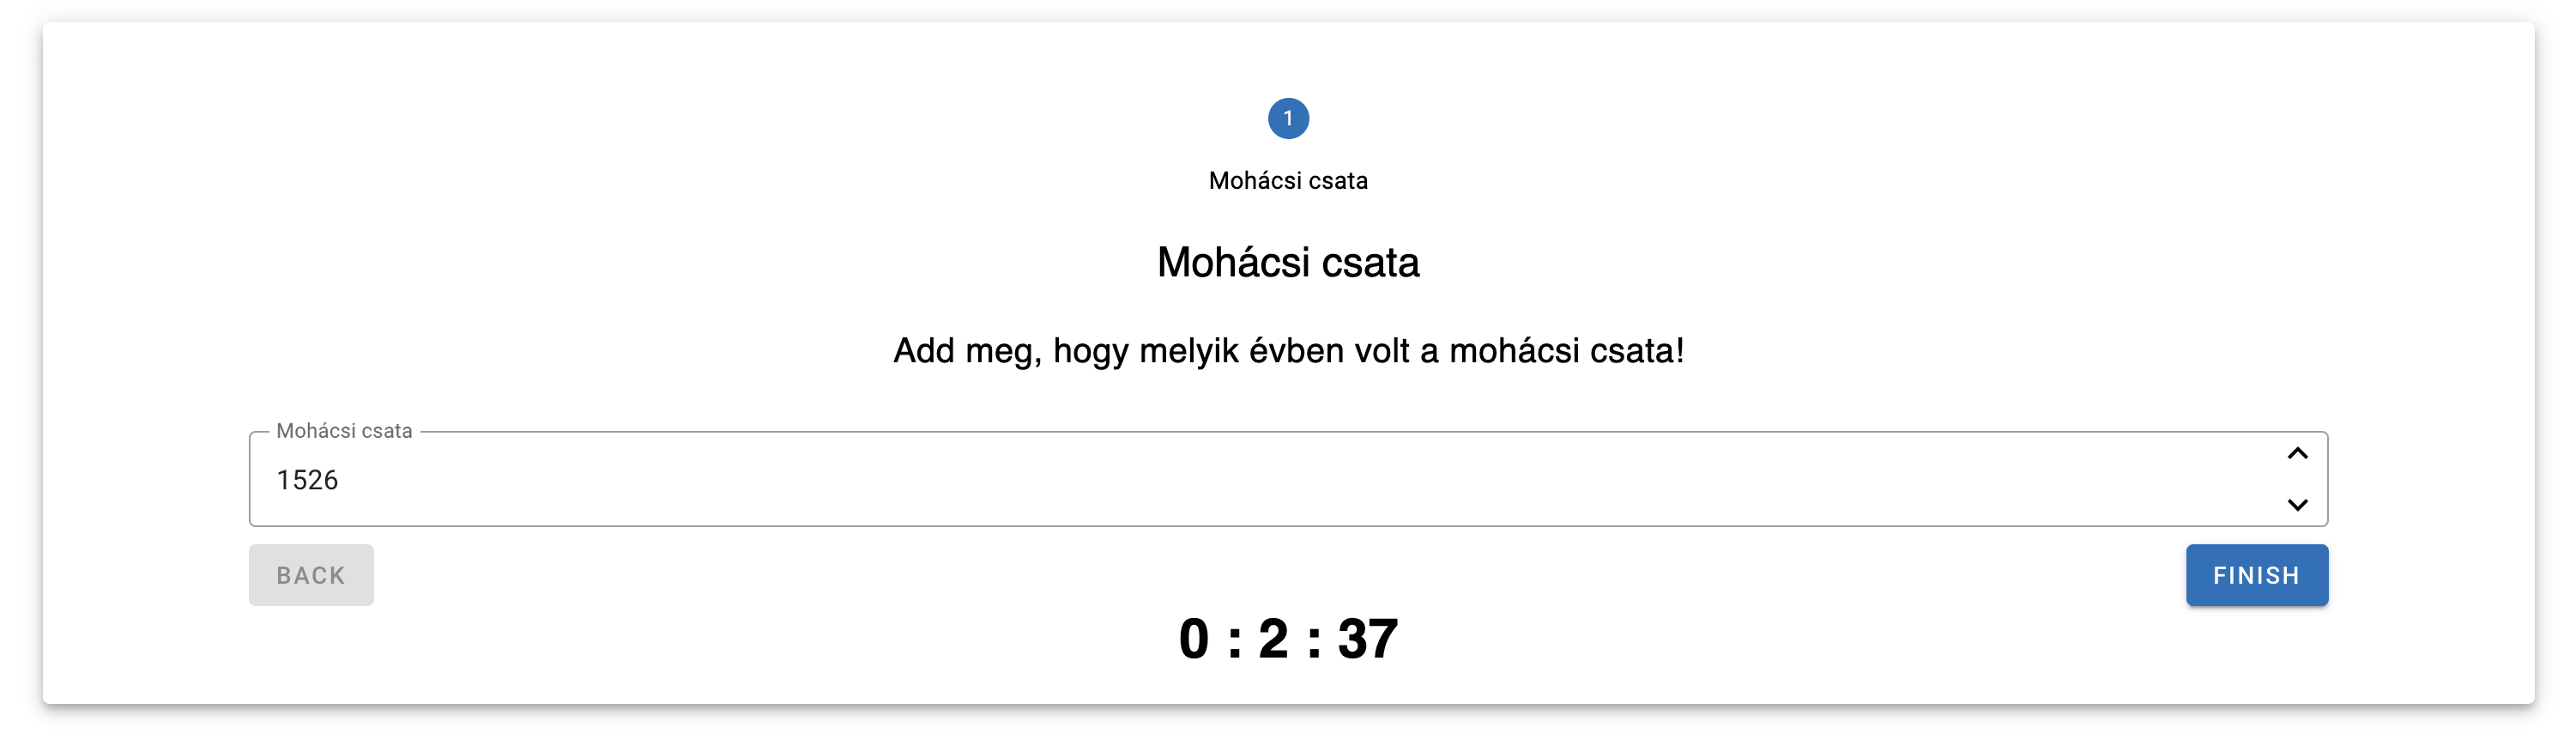 1
Mohácsi csata
Mohácsi csata
Add meg, hogy melyik évben volt a mohácsi csata!
Mohácsi csata
1526
BACK
FINISH
0 : 2 : 37